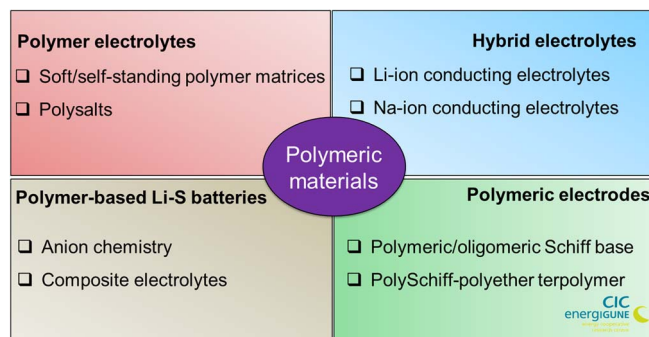 Polymer electrolytes
❑ Soft/self-standing polymer matrices
❑ Polysalts
Hybrid electrolytes
❑ Li-ion conducting electrolytes
❑ Na-ion conducting electrolytes
Polymeric
materials
Polymer-based Li-S batteries
❑ Anion chemistry
❑ Composite electrolytes
Polymeric electrodes
❑ Polymeric/oligomeric Schiff base
❑ PolySchiff-polyether terpolymer
CIC
energiGUNE